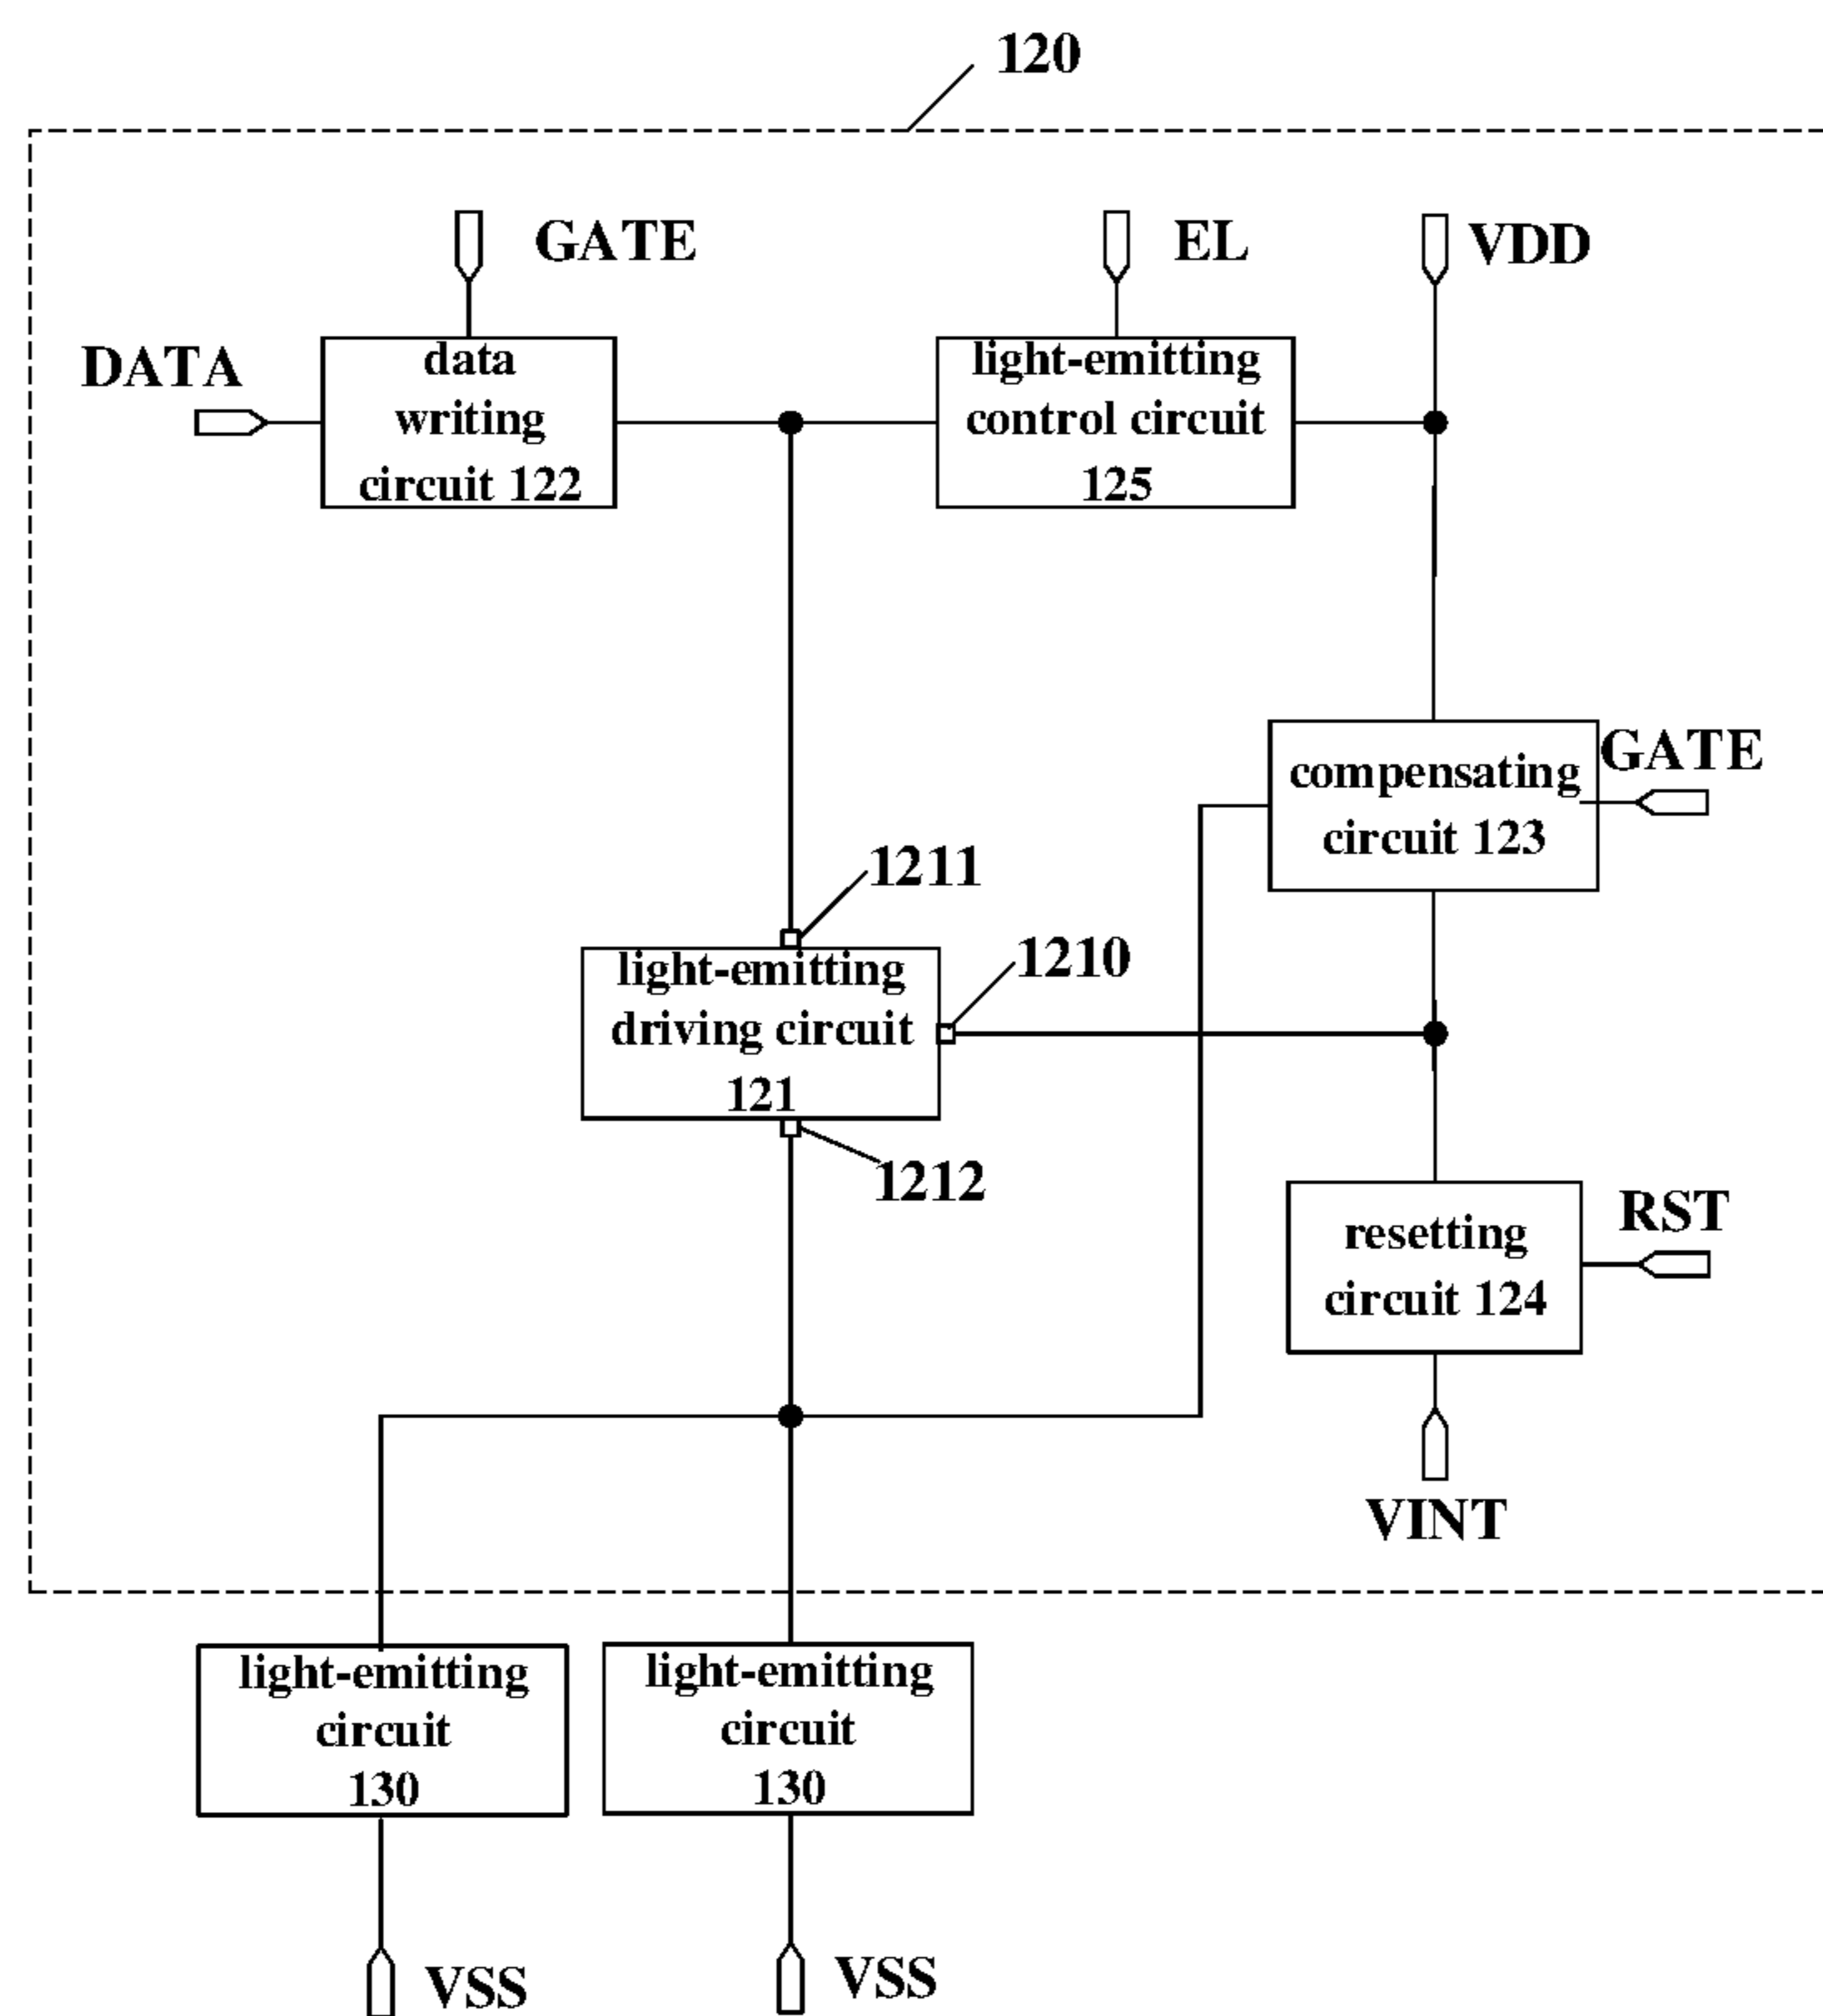 120
GATE
EL
VDD
DATA
data
writing
circuit 122
light-emitting
control circuit
125
compensating
circuit 123
GATE
1211
1210
light-emitting
driving circuit
121
1212
resetting
circuit 124
RST
VINT
light-emitting
circuit
130
light-emitting
circuit
130
VSS
VSS